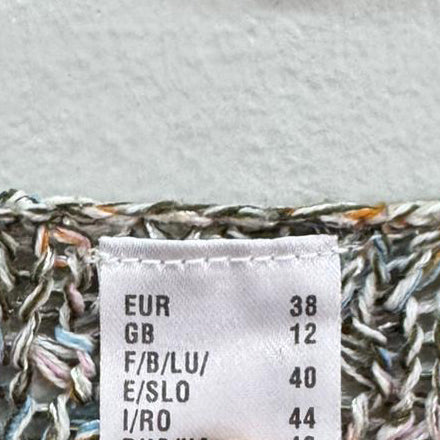 EUR 38
GB 12
F/B/LU/
E/SLO 40
I/RO 44